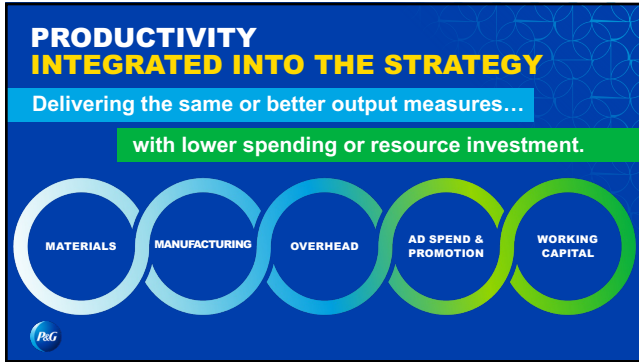 PRODUCTIVITY
INTEGRATED INTO THE STRATEGY
Delivering the same or better output measures…
with lower spending or resource investment.
MATERIALS
MANUFACTURING
OVERHEAD
AD SPEND &
PROMOTION
WORKING
CAPITAL
P&G